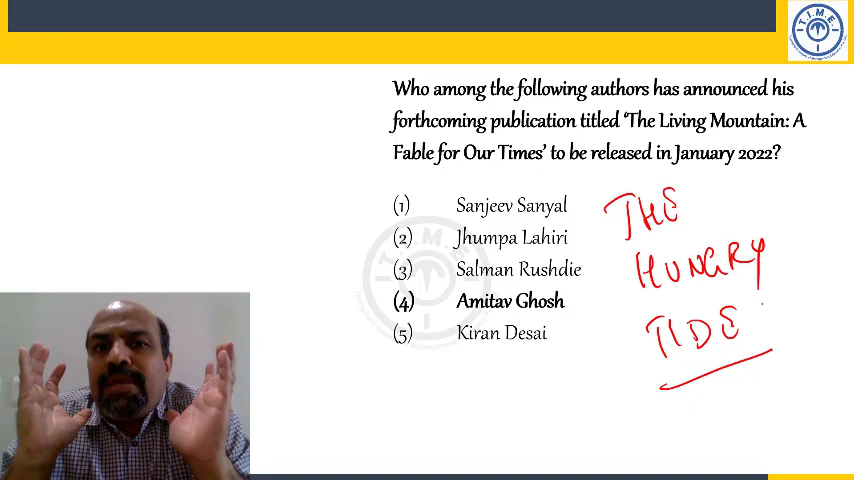 T.I.M.E.
Who among the following authors has announced his
forthcoming publication titled ‘The Living Mountain: A
Fable for Our Times’ to be released in January 2022?
(1) Sanjeev Sanyal
(2) Jhumpa Lahiri
(3) Salman Rushdie
(4) Amitav Ghosh
(5) Kiran Desai
THE
HUNGRY
TIDE
T.I.M.E.